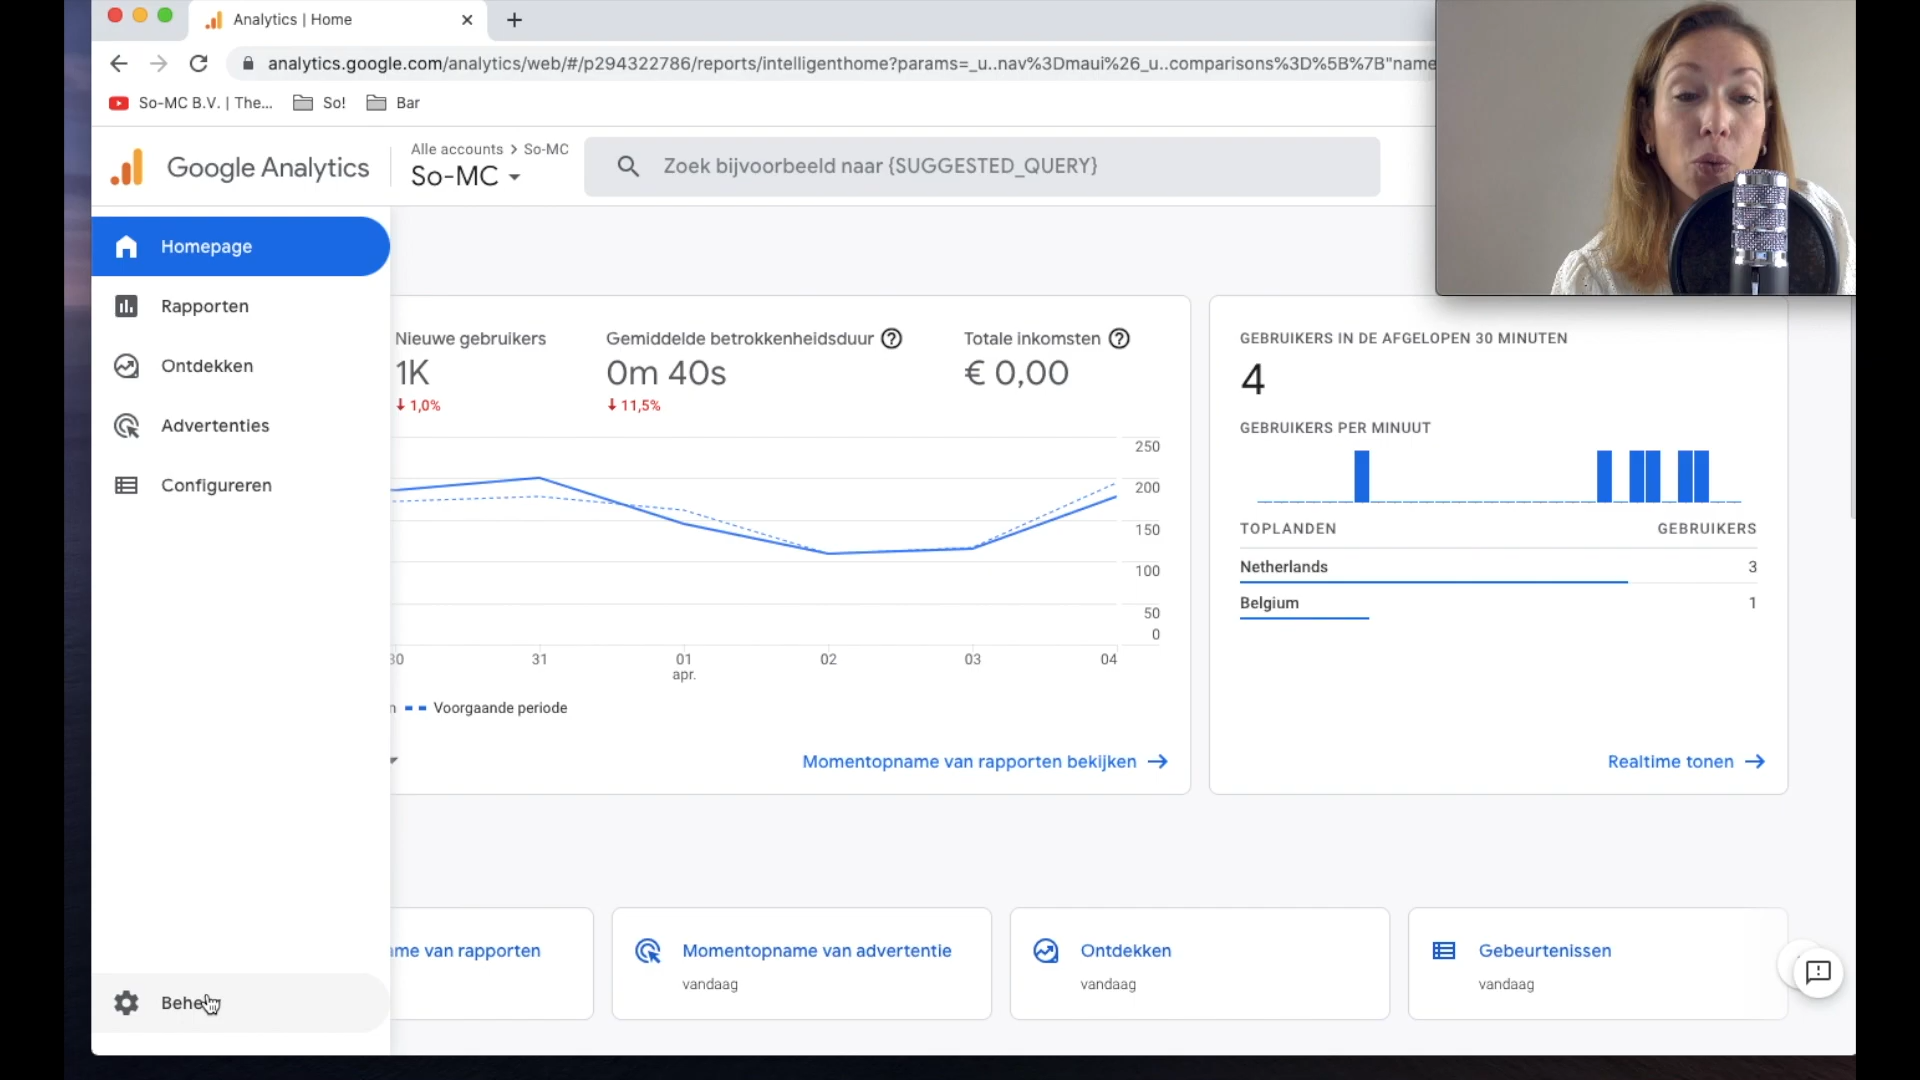 Analytics | Home
analytics.google.com/analytics/web/#/p294322786/reports/intelligenthome?params=_u..nav%3Dmaui%26_u..comparisons%3D%5B%7B"name
So-MC B.V. | The...
So!
Bar
Google Analytics
Alle accounts > So-MC
So-MC
Zoek bijvoorbeeld naar {SUGGESTED_QUERY}
Homepage
Rapporten
Ontdekken
Advertenties
Configureren
Nieuwe gebruikers
1K
1,0%
Gemiddelde betrokkenheidsduur
0m 40s
11,5%
Totale inkomsten
€ 0,00
250
200
150
100
50
0
30
31
01
apr.
02
03
04
n
Voorgaande periode
Momentopname van rapporten bekijken
GEBRUIKERS IN DE AFGELOPEN 30 MINUTEN
4
GEBRUIKERS PER MINUUT
TOPLANDEN GEBRUIKERS
Netherlands 3
Belgium 1
Realtime tonen
me van rapporten
Momentopname van advertentie
vandaag
Ontdekken
vandaag
Gebeurtenissen
vandaag